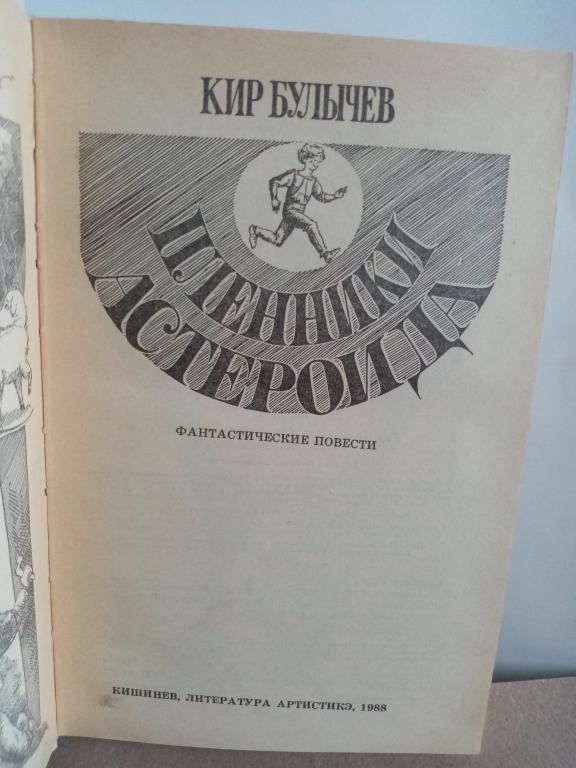 КИР БУЛЫЧЕВ
ПЛЕННИКИ
АСТЕРОИДА
ФАНТАСТИЧЕСКИЕ ПОВЕСТИ
КИШИНЕВ, ЛИТЕРАТУРА АРТИСТИКЭ, 1988